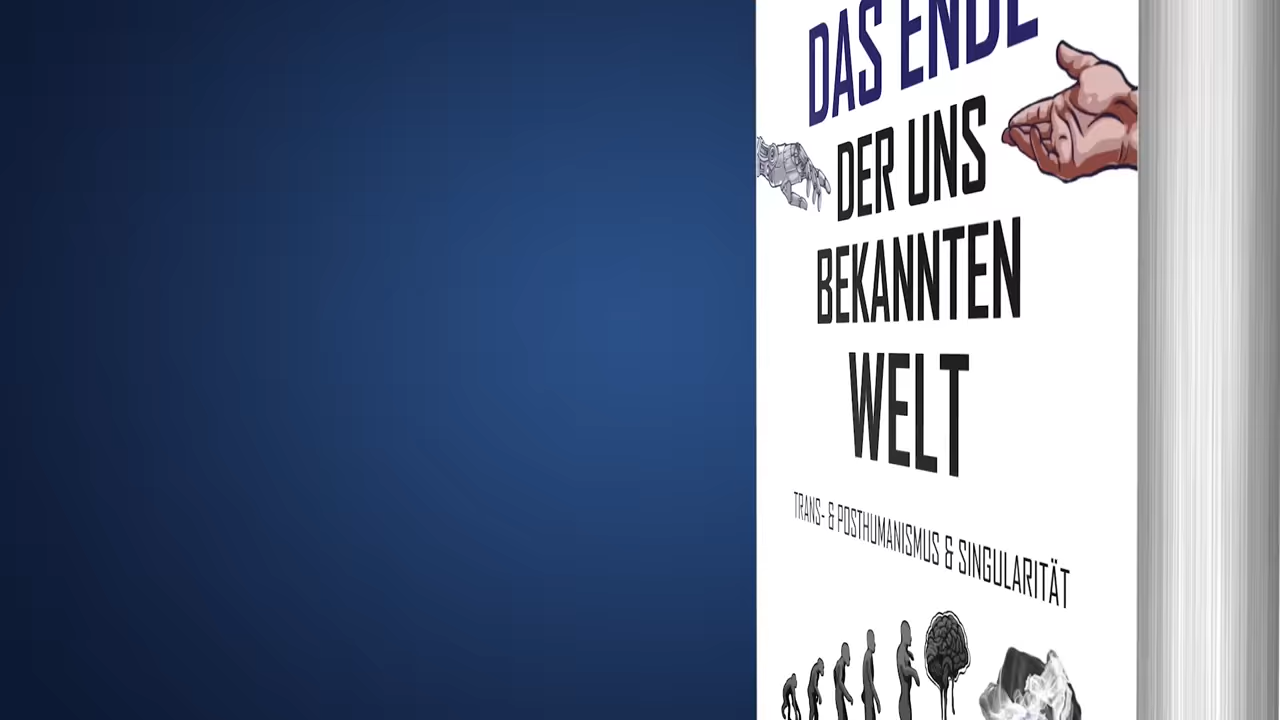 DAS ENDE
DER UNS
BEKANNTEN
WELT
TRANS- & POSTHUMANISMUS & SINGULARITÄT